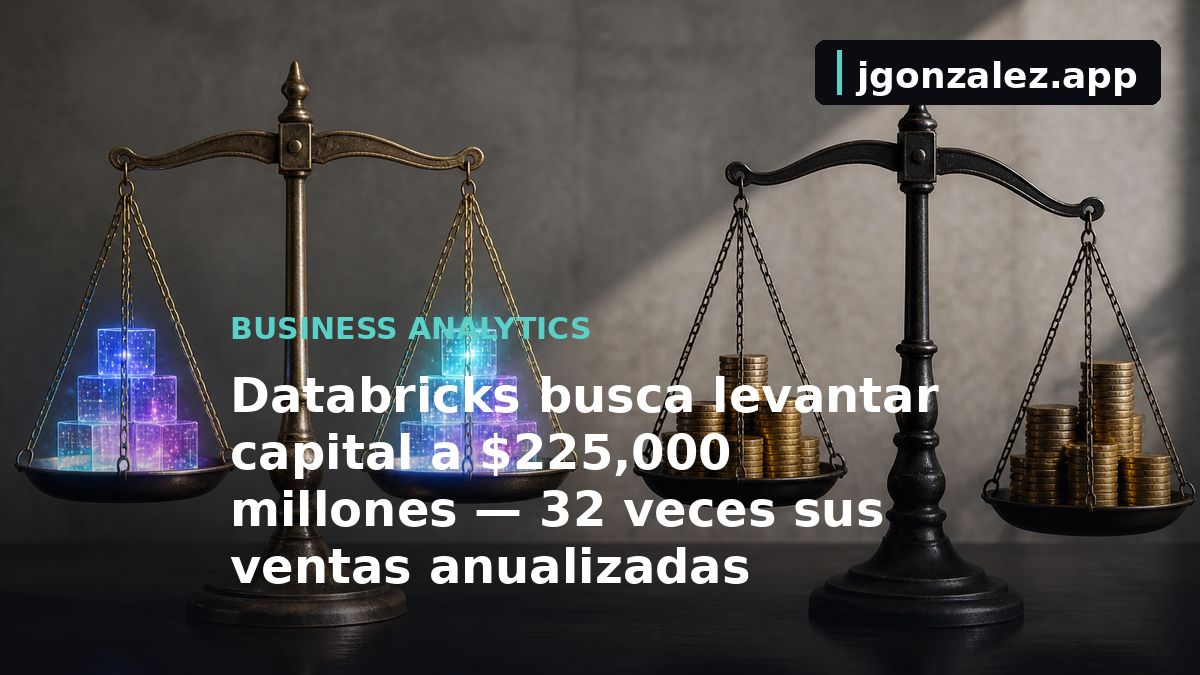 jgonzalez.app
BUSINESS ANALYTICS
Databricks busca levantar
capital a $225,000
millones — 32 veces sus
ventas anualizadas